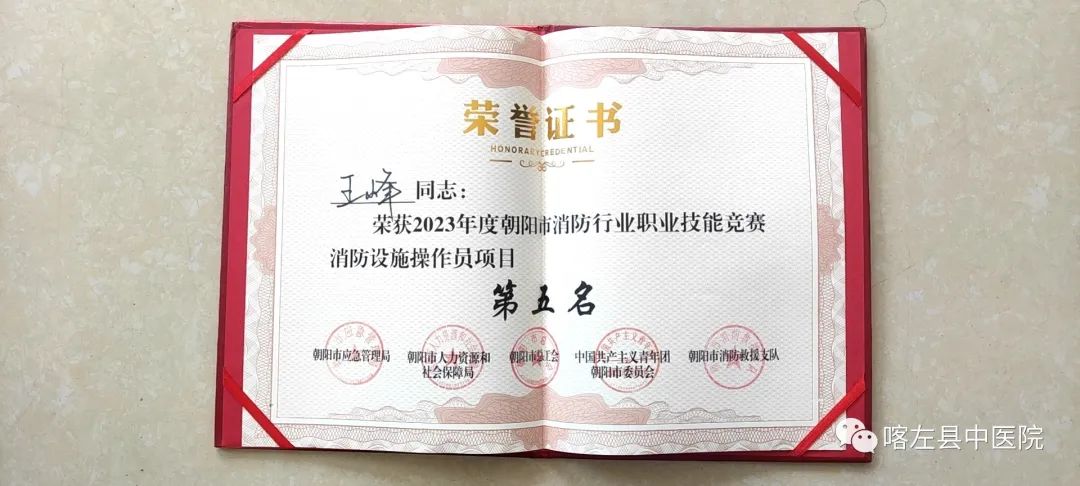 荣誉证书
HONORARY CREDENTIAL
王峰 同志：
荣获2023年度朝阳市消防行业职业技能竞赛
消防设施操作员项目
第五名
朝阳市应急管理局
朝阳市人力资源和
社会保障局
朝阳市总工会
中国共产主义青年团
朝阳市委员会
朝阳市消防救援支队
喀左县中医院